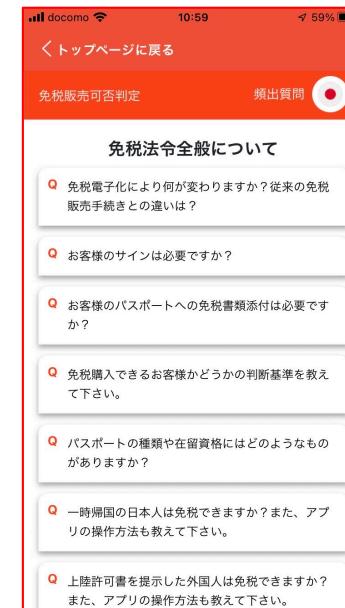 docomo 10:59 59%
トップページに戻る
免税販売可否判定 頻出質問
免税法令全般について
Q 免税電子化により何が変わりますか？従来の免税
販売手続きとの違いは？
Q お客様のサインは必要ですか？
Q お客様のパスポートへの免税書類添付は必要です
か？
Q 免税購入できるお客様かどうかの判断基準を教え
て下さい。
Q パスポートの種類や在留資格にはどのようなもの
がありますか？
Q 一時帰国の日本人は免税できますか？また、アプ
リの操作方法も教えて下さい。
Q 上陸許可書を提示した外国人は免税できますか？
また、アプリの操作方法も教えて下さい。